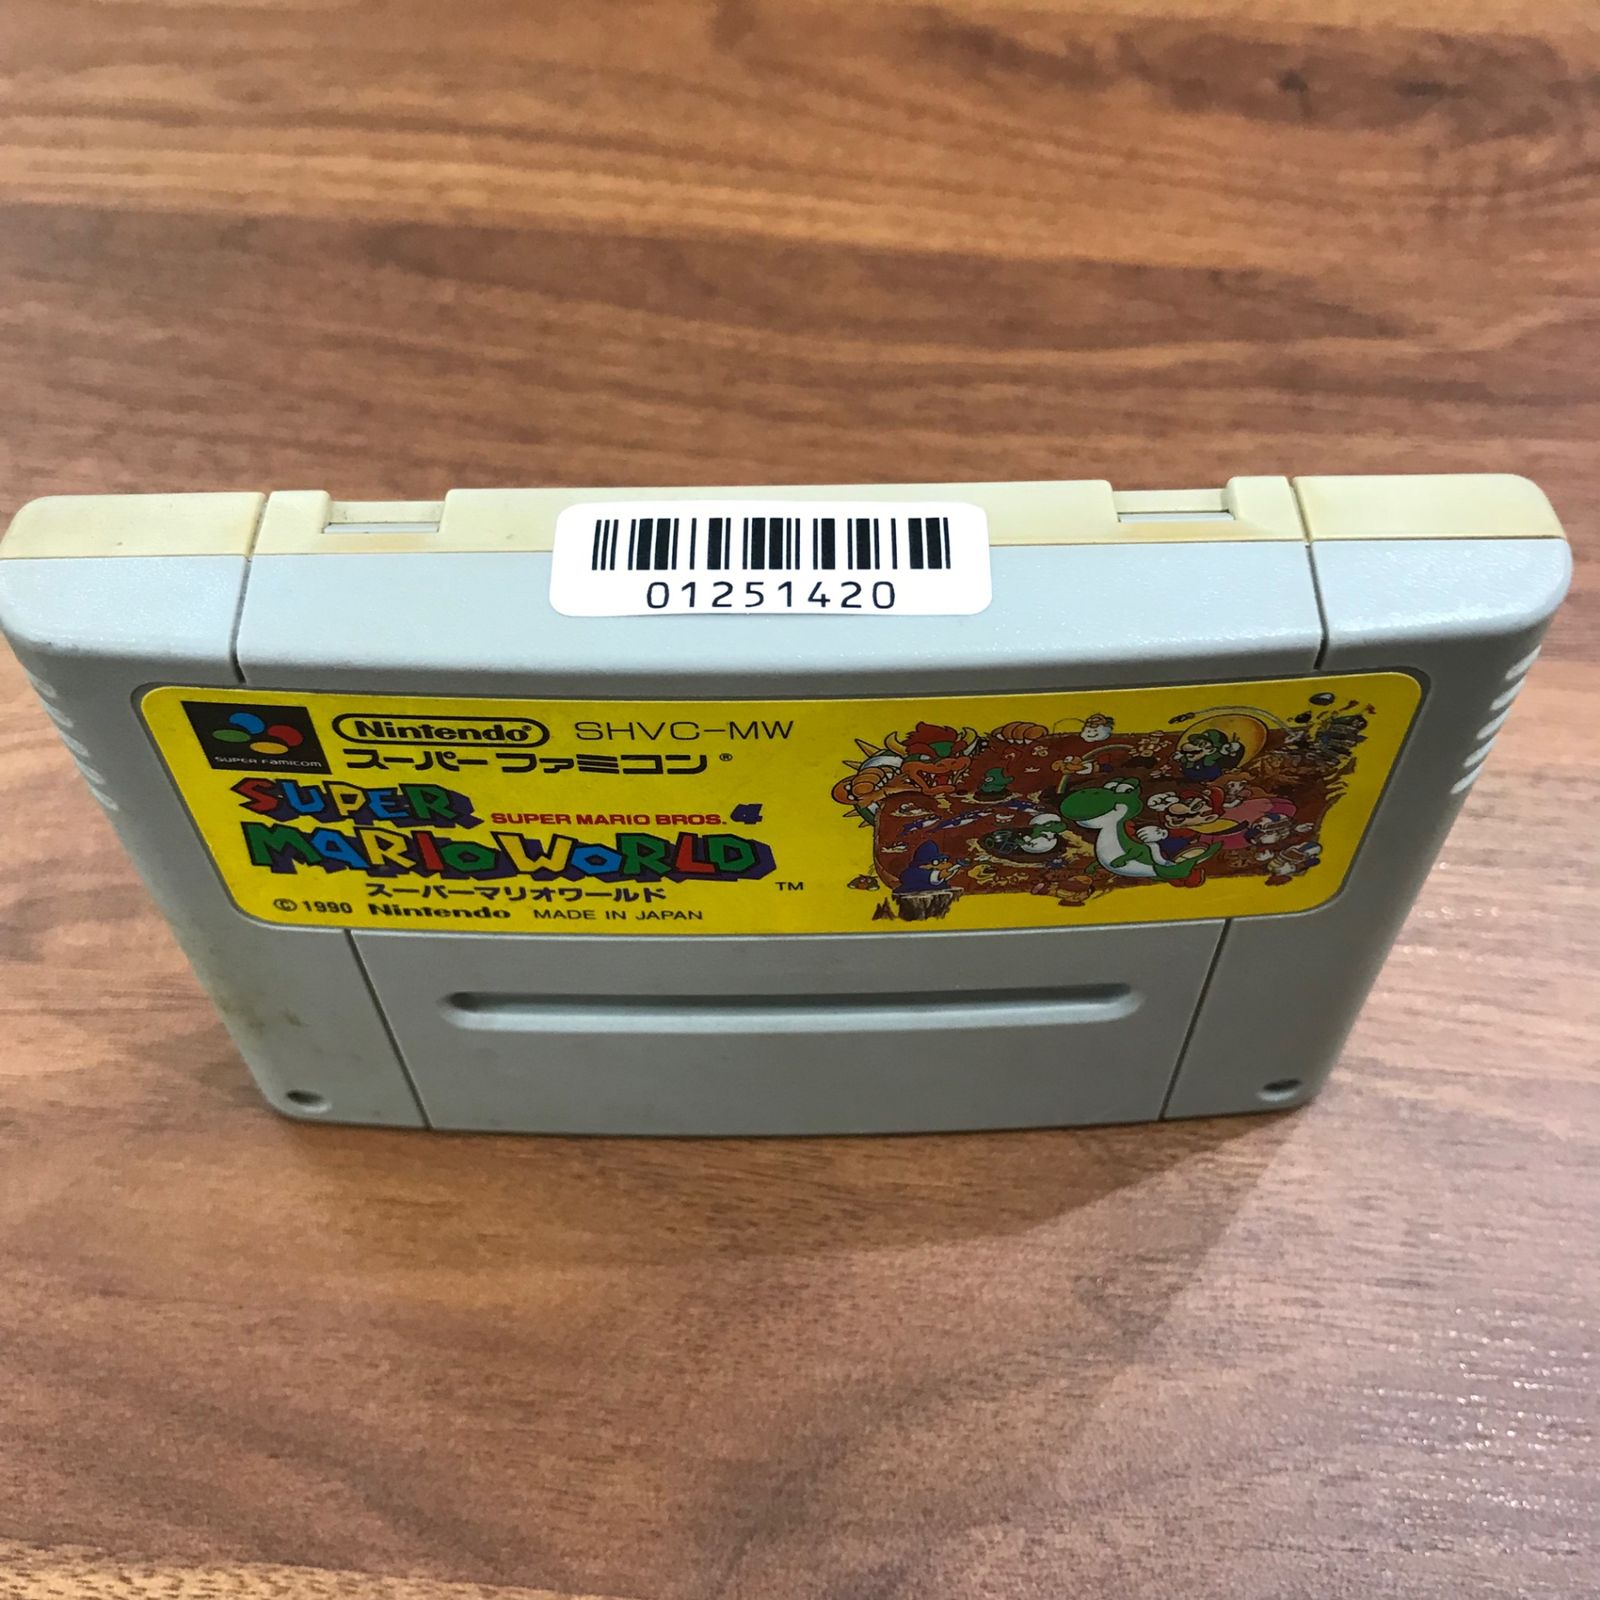 01251420
Nintendo® SHVC-MW
スーパーファミコン®
SUPER FAMICOM
SUPER
SUPER MARIO BROS. 4
MARIO WORLD
スーパーマリオワールド TM
© 1990 Nintendo MADE IN JAPAN